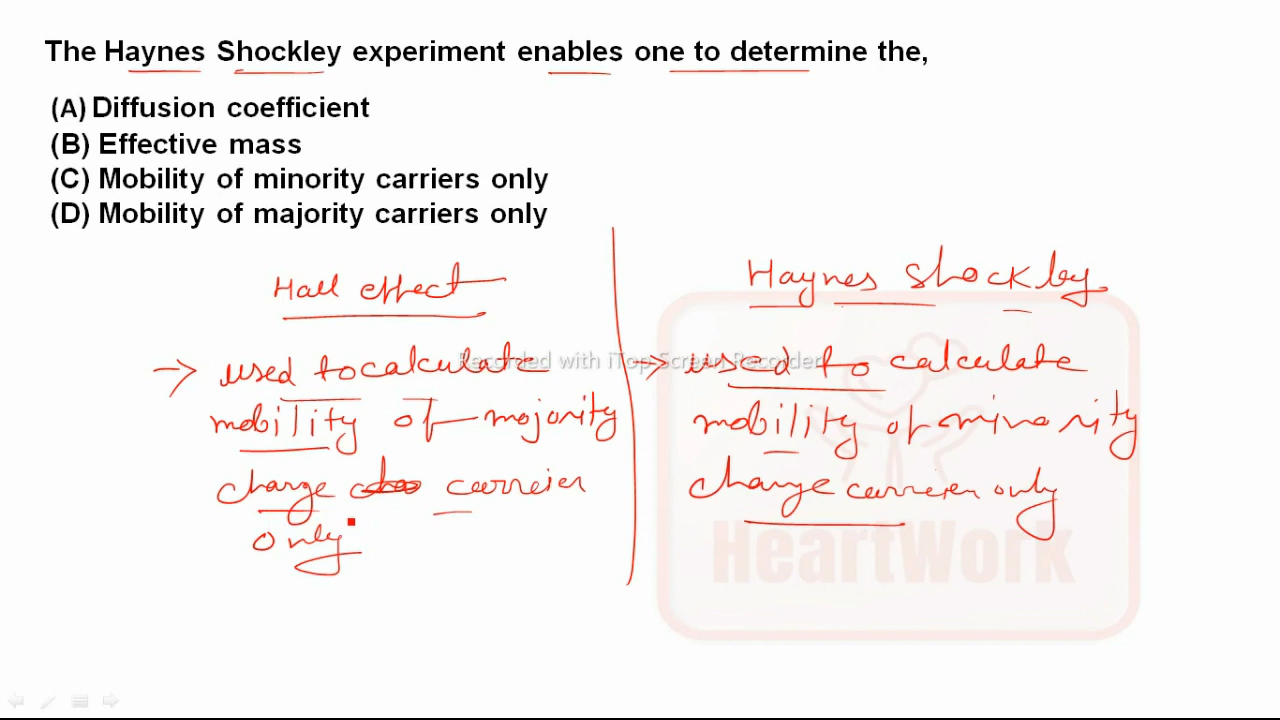 The Haynes Shockley experiment enables one to determine the,
(A) Diffusion coefficient
(B) Effective mass
(C) Mobility of minority carriers only
(D) Mobility of majority carriers only
Hall effect
→ used to calculate
mobility of majority
charge carrier
only
Haynes Shockley
→ used to calculate
mobility of minority
charge carrier only
Recorded with iTop Screen Recorder
HeartWork